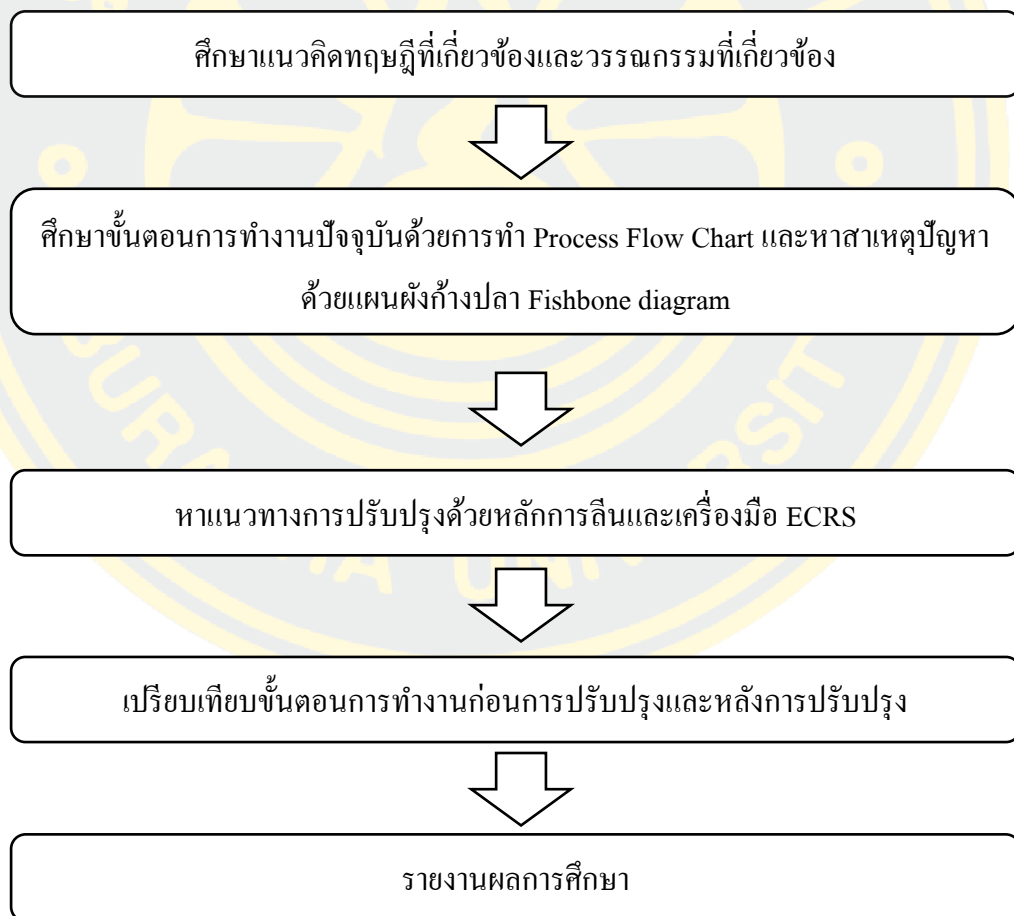 ศึกษาแนวคิดทฤษฎีที่เกี่ยวข้องและวรรณกรรมที่เกี่ยวข้อง
ศึกษาขั้นตอนการทำงานปัจจุบันด้วยการทำ Process Flow Chart และหาสาเหตุปัญหา
ด้วยแผนผังก้างปลา Fishbone diagram
หาแนวทางการปรับปรุงด้วยหลักการลีนและเครื่องมือ ECRS
เปรียบเทียบขั้นตอนการทำงานก่อนการปรับปรุงและหลังการปรับปรุง
รายงานผลการศึกษา